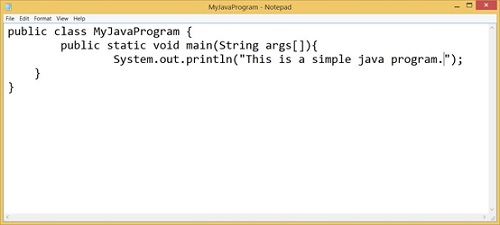 MyJavaProgram - Notepad
File Edit Format View Help
public class MyJavaProgram {
        public static void main(String args[]){
                System.out.println("This is a simple java program.");
    }
}